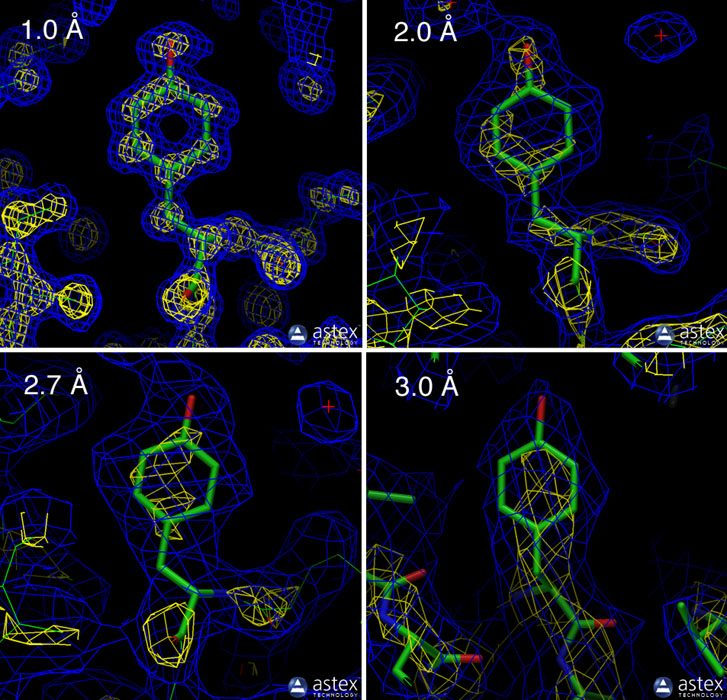 1.0 Å
2.0 Å
astex
TECHNOLOGY
astex
TECHNOLOGY
2.7 Å
3.0 Å
astex
TECHNOLOGY
astex
TECHNOLOGY